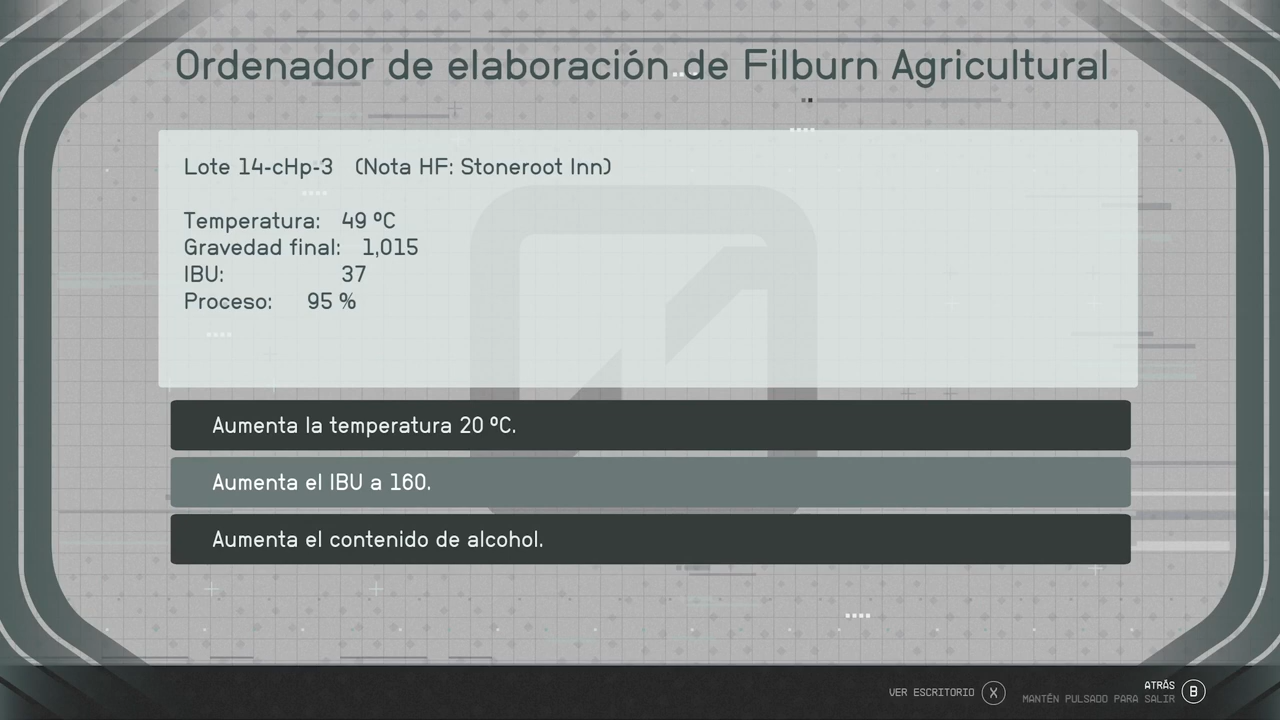 Ordenador de elaboración de Filburn Agricultural
Lote 14-cHp-3 (Nota HF: Stoneroot Inn)
Temperatura: 49 ºC
Gravedad final: 1,015
IBU: 37
Proceso: 95 %
Aumenta la temperatura 20 ºC.
Aumenta el IBU a 160.
Aumenta el contenido de alcohol.
VER ESCRITORIO X
ATRÁS B
MANTÉN PULSADO PARA SALIR